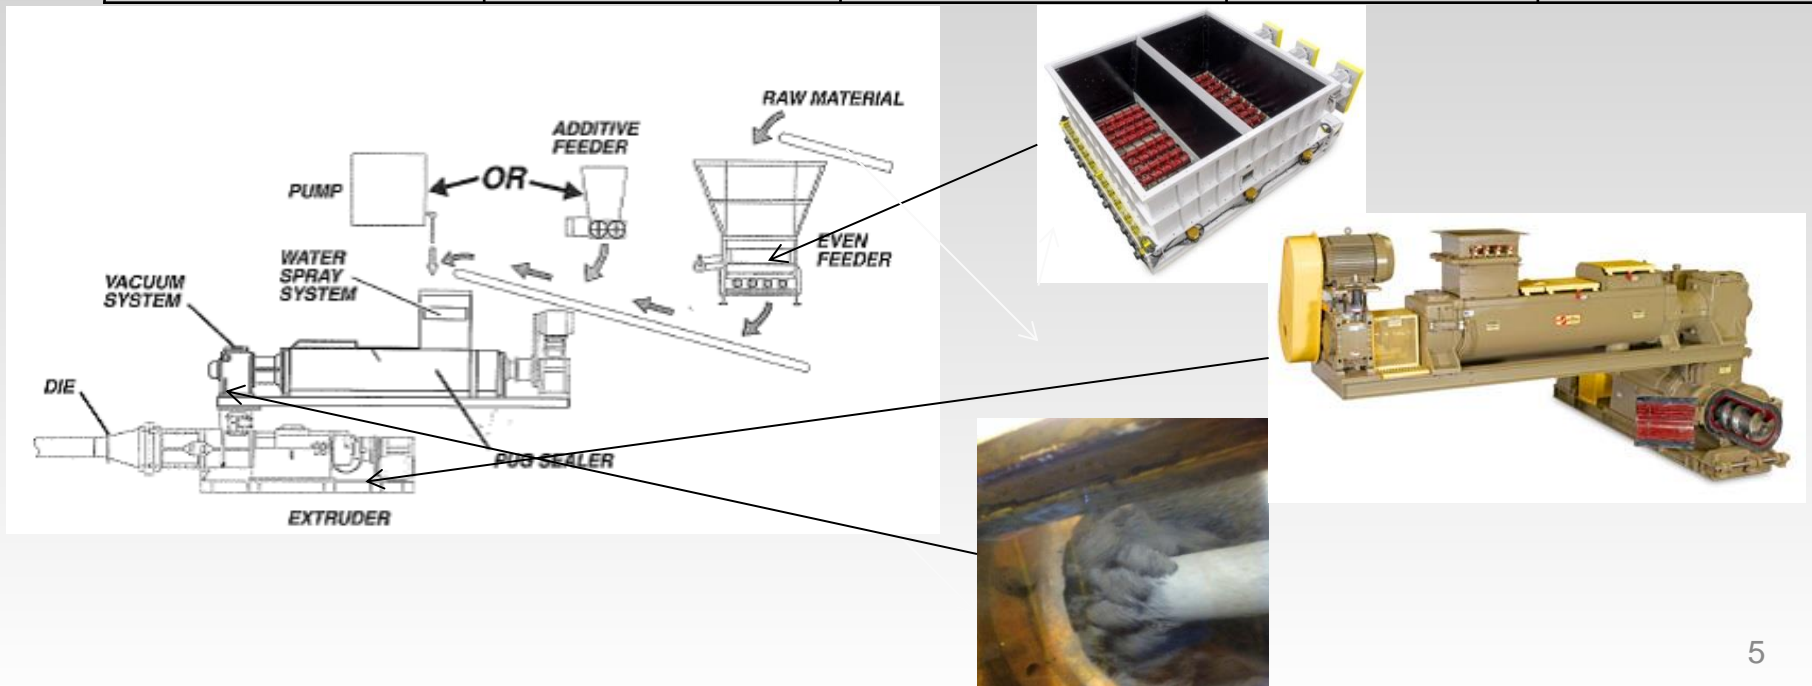 RAW MATERIAL
ADDITIVE
FEEDER
OR
PUMP
EVEN
FEEDER
WATER
SPRAY
SYSTEM
VACUUM
SYSTEM
DIE
PUG SEALER
EXTRUDER
5